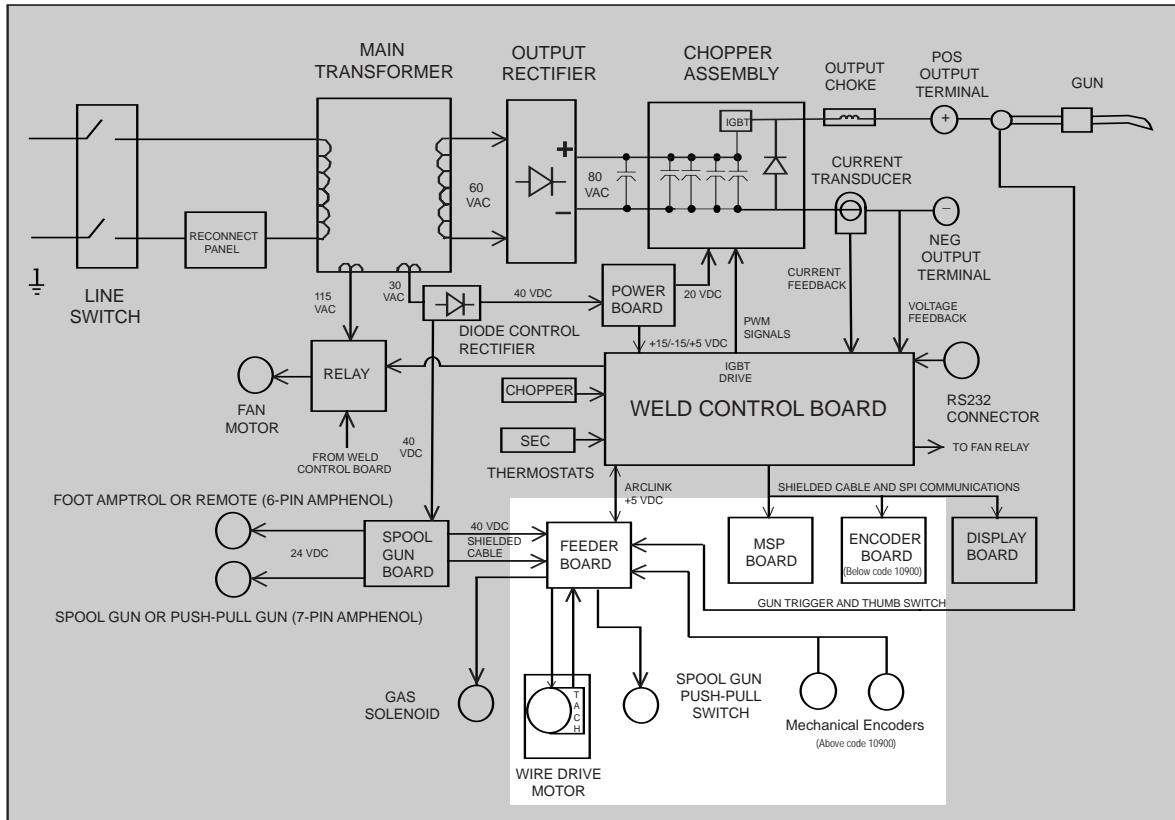 MAIN
TRANSFORMER
OUTPUT
RECTIFIER
CHOPPER
ASSEMBLY
OUTPUT
CHOKE
POS
OUTPUT
TERMINAL
GUN
IGBT
+
+
60
VAC
80
VAC
CURRENT
TRANSDUCER
RECONNECT
PANEL
–
–
NEG
OUTPUT
TERMINAL
LINE
SWITCH
115
VAC
30
VAC
40 VDC
POWER
BOARD
20 VDC
CURRENT
FEEDBACK
VOLTAGE
FEEDBACK
DIODE CONTROL
RECTIFIER
PWM
SIGNALS
+15/-15/+5 VDC
RELAY
FAN
MOTOR
IGBT
DRIVE
CHOPPER
WELD CONTROL BOARD
RS232
CONNECTOR
SEC
THERMOSTATS
TO FAN RELAY
FROM WELD
CONTROL BOARD
40
VDC
ARCLINK
+5 VDC
SHIELDED CABLE AND SPI COMMUNICATIONS
FOOT AMPTROL OR REMOTE (6-PIN AMPHENOL)
24 VDC
SPOOL
GUN
BOARD
40 VDC
SHIELDED
CABLE
FEEDER
BOARD
MSP
BOARD
ENCODER
BOARD
(Below code 10900)
DISPLAY
BOARD
SPOOL GUN OR PUSH-PULL GUN (7-PIN AMPHENOL)
GUN TRIGGER AND THUMB SWITCH
GAS
SOLENOID
T
A
C
H
SPOOL GUN
PUSH-PULL
SWITCH
Mechanical Encoders
(Above code 10900)
WIRE DRIVE
MOTOR